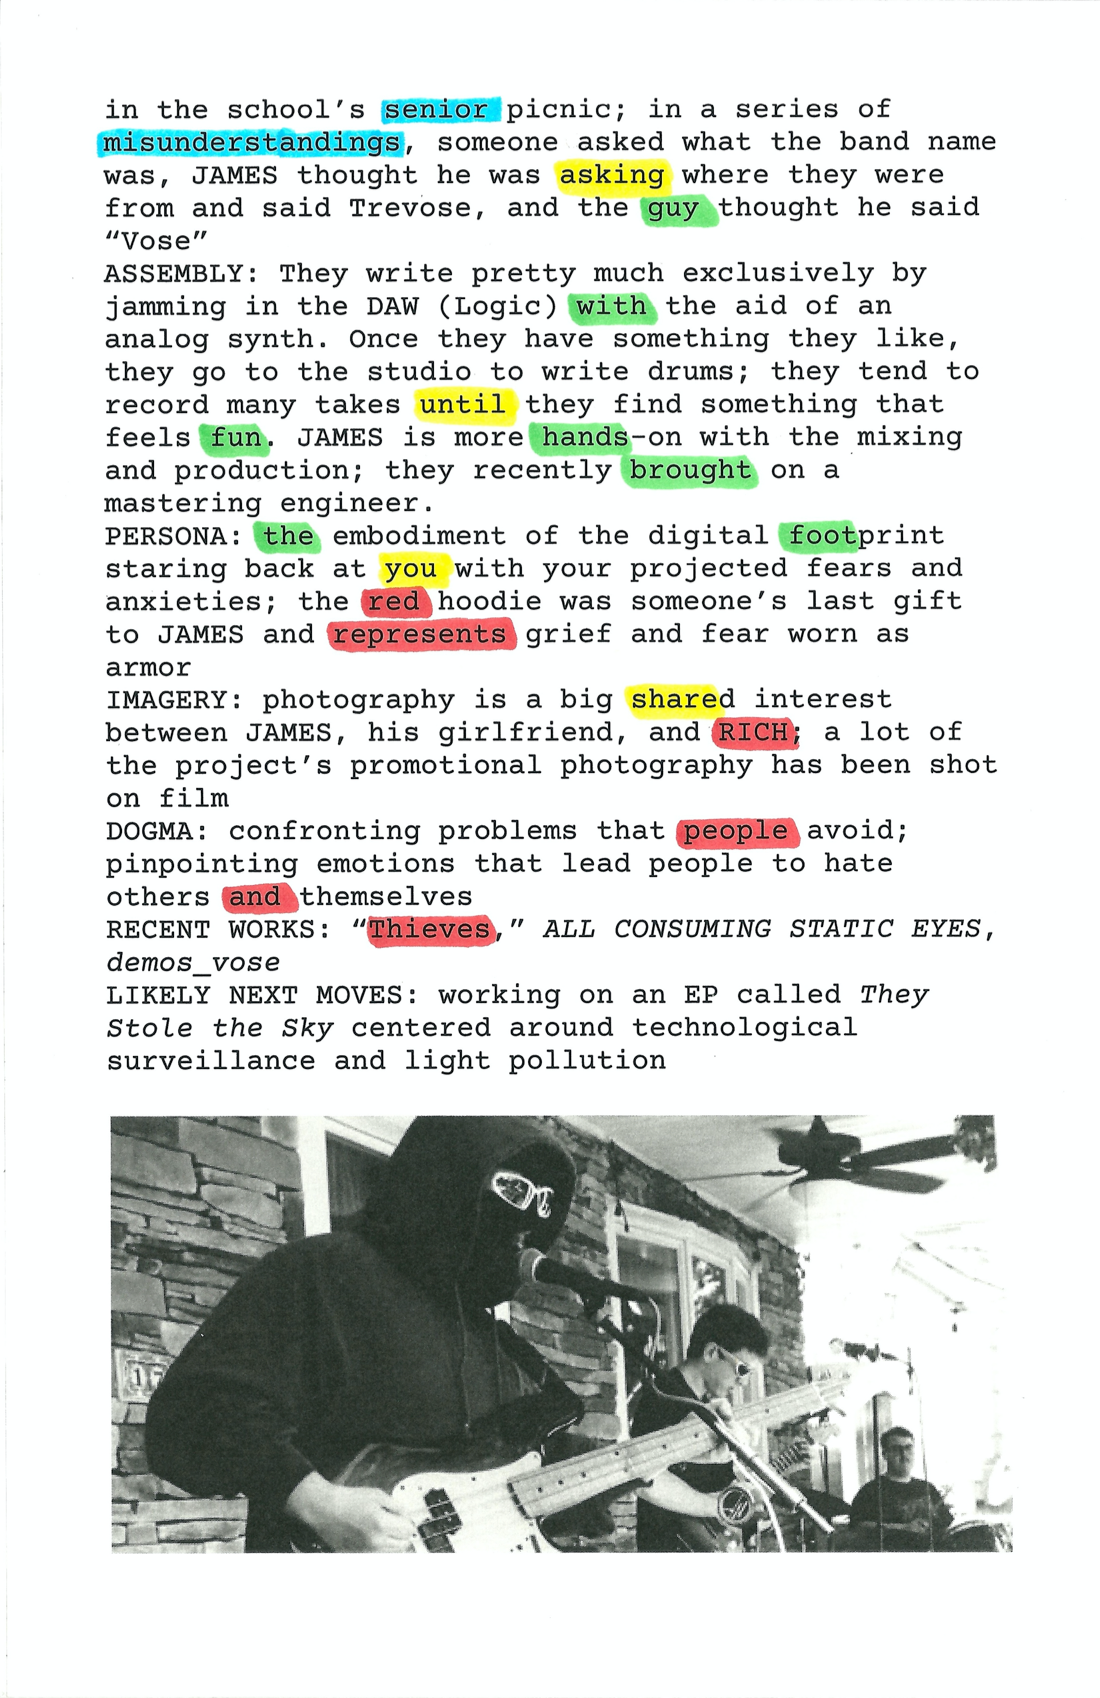 in the school’s senior picnic; in a series of
misunderstandings, someone asked what the band name
was, JAMES thought he was asking where they were
from and said Trevose, and the guy thought he said
“Vose”
ASSEMBLY: They write pretty much exclusively by
jamming in the DAW (Logic) with the aid of an
analog synth. Once they have something they like,
they go to the studio to write drums; they tend to
record many takes until they find something that
feels fun. JAMES is more hands-on with the mixing
and production; they recently brought on a
mastering engineer.
PERSONA: the embodiment of the digital footprint
staring back at you with your projected fears and
anxieties; the red hoodie was someone’s last gift
to JAMES and represents grief and fear worn as
armor
IMAGERY: photography is a big shared interest
between JAMES, his girlfriend, and RICH; a lot of
the project’s promotional photography has been shot
on film
DOGMA: confronting problems that people avoid;
pinpointing emotions that lead people to hate
others and themselves
RECENT WORKS: “Thieves,” ALL CONSUMING STATIC EYES,
demos_vose
LIKELY NEXT MOVES: working on an EP called They
Stole the Sky centered around technological
surveillance and light pollution